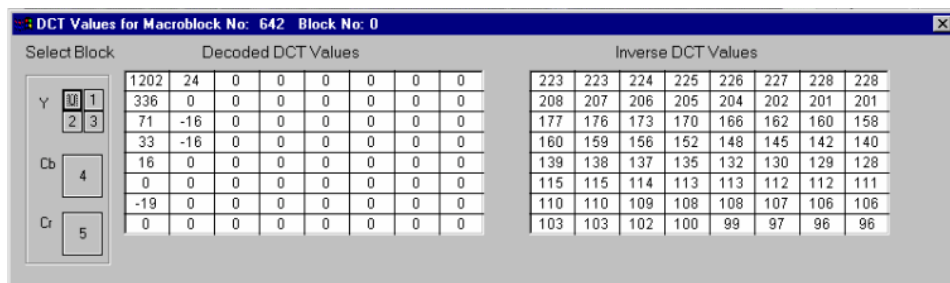 DCT Values for Macroblock No: 642 Block No: 0
Select Block Decoded DCT Values Inverse DCT Values
1202 24 0 0 0 0 0 0 223 223 224 225 226 227 228 228
Y 0 1 336 0 0 0 0 0 0 0 208 207 206 205 204 202 201 201
2 3 71 -16 0 0 0 0 0 0 177 176 173 170 166 162 160 158
33 -16 0 0 0 0 0 0 160 159 156 152 148 145 142 140
Cb 4 16 0 0 0 0 0 0 0 139 138 137 135 132 130 129 128
0 0 0 0 0 0 0 0 115 115 114 113 113 112 112 111
-19 0 0 0 0 0 0 0 110 110 109 108 108 107 106 106
Cr 5 0 0 0 0 0 0 0 0 103 103 102 100 99 97 96 96